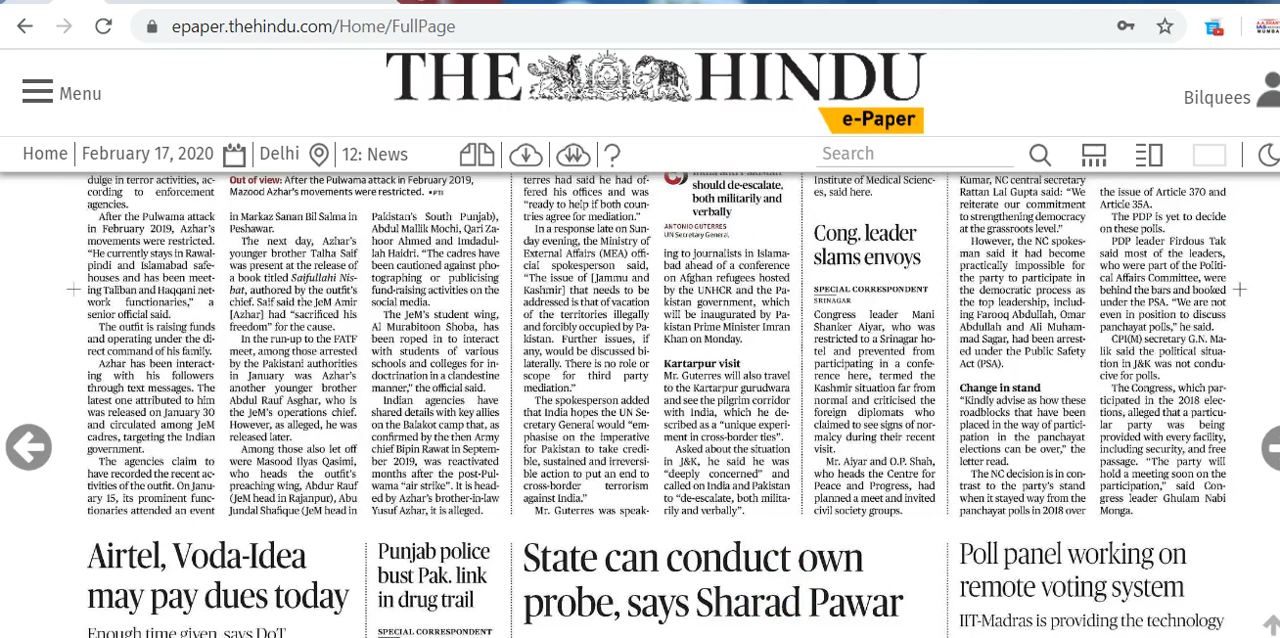 epaper.thehindu.com/Home/FullPage
Menu
THE HINDU
e-Paper
Bilquees
Home
February 17, 2020
Delhi
12: News
Search
dulge in terror activities, ac-
cording to enforcement
agencies.
After the Pulwama attack
in February 2019, Azhar's
movements were restricted.
"He currently stays in Rawal-
pindi and Islamabad safe-
houses and has been meet-
ing Taliban and Haqqani net-
work functionaries," a
senior official said.
The outfit is raising funds
and operating under the di-
rect command of his family.
Azhar has been interact-
ing with his followers
through text messages. The
latest one attributed to him
was released on January 30
and circulated among JeM
cadres, targeting the Indian
government.
The agencies claim to
have recorded the recent ac-
tivities of the outfit. On Janu-
ary 15, its prominent func-
tionaries attended an event
Out of view: After the Pulwama attack in February 2019,
Mazood Azhar's movements were restricted. •PTI
in Markaz Sanan Bil Salma in
Peshawar.
The next day, Azhar's
younger brother Talha Saif
was present at the release of
a book titled Saifullahi Nis-
bat, authored by the outfit's
chief. Saif said the JeM Amir
[Azhar] had "sacrificed his
freedom" for the cause.
In the run-up to the FATF
meet, among those arrested
by the Pakistani authorities
in January was Azhar's
another younger brother
Abdul Rauf Asghar, who is
the JeM's operations chief.
However, as alleged, he was
released later.
Among those also let off
were Masood Ilyas Qasimi,
who heads the outfit's
preaching wing, Abdur Rauf
(JeM head in Rajanpur), Abu
Jundal Shafique (JeM head in
Pakistan's South Punjab),
Abdul Mallik Mochi, Qari Za-
hoor Ahmed and Imdadul-
lah Haidri. "The cadres have
been cautioned against pho-
tographing or publicising
fund-raising activities on the
social media.
The JeM's student wing,
Al Murabitoon Shoba, has
been roped in to interact
with students of various
schools and colleges for in-
doctrination in a clandestine
manner," the official said.
Indian agencies have
shared details with key allies
on the Balakot camp that, as
confirmed by the then Army
chief Bipin Rawat in Septem-
ber 2019, was reactivated
months after the post-Pul-
wama "air strike". It is head-
ed by Azhar's brother-in-law
Yusuf Azhar, it is alleged.
terres had said he had of-
fered his offices and was
"ready to help if both coun-
tries agree for mediation."
In a response late on Sun-
day evening, the Ministry of
External Affairs (MEA) offi-
cial spokesperson said,
"The issue of [Jammu and
Kashmir] that needs to be
addressed is that of vacation
of the territories illegally
and forcibly occupied by Pa-
kistan. Further issues, if
any, would be discussed bi-
laterally. There is no role or
scope for third party
mediation."
The spokesperson added
that India hopes the UN Se-
cretary General would "em-
phasise on the imperative
for Pakistan to take credi-
ble, sustained and irreversi-
ble action to put an end to
cross-border terrorism
against India."
Mr. Guterres was speak-
India and Pakistan
should de-escalate,
both militarily and
verbally
ANTONIO GUTERRES
UN Secretary General
ing to journalists in Islama-
bad ahead of a conference
on Afghan refugees hosted
by the UNHCR and the Pa-
kistan government, which
will be inaugurated by Pa-
kistan Prime Minister Imran
Khan on Monday.
Kartarpur visit
Mr. Guterres will also travel
to the Kartarpur gurudwara
and see the pilgrim corridor
with India, which he de-
scribed as a "unique experi-
ment in cross-border ties".
Asked about the situation
in J&K, he said he was
"deeply concerned" and
called on India and Pakistan
to "de-escalate, both milita-
rily and verbally".
Institute of Medical Scienc-
es, said here.
Cong. leader
slams envoys
SPECIAL CORRESPONDENT
SRINAGAR
Congress leader Mani
Shanker Aiyar, who was
restricted to a Srinagar ho-
tel and prevented from
participating in a confe-
rence here, termed the
Kashmir situation far from
normal and criticised the
foreign diplomats who
claimed to see signs of nor-
malcy during their recent
visit.
Mr. Aiyar and O.P. Shah,
who heads the Centre for
Peace and Progress, had
planned a meet and invited
civil society groups.
Kumar, NC central secretary
Rattan Lal Gupta said: "We
reiterate our commitment
to strengthening democracy
at the grassroots level."
However, the NC spokes-
man said it had become
practically impossible for
the party to participate in
the democratic process as
the top leadership, includ-
ing Farooq Abdullah, Omar
Abdullah and Ali Muham-
mad Sagar, had been arrest-
ed under the Public Safety
Act (PSA).
Change in stand
"Kindly advise as how these
roadblocks that have been
placed in the way of partici-
pation in the panchayat
elections can be over," the
letter read.
The NC decision is in con-
trast to the party's stand
when it stayed way from the
panchayat polls in 2018 over
the issue of Article 370 and
Article 35A.
The PDP is yet to decide
on these polls.
PDP leader Firdous Tak
said most of the leaders,
who were part of the Politi-
cal Affairs Committee, were
behind the bars and booked
under the PSA. "We are not
even in position to discuss
panchayat polls," he said.
CPI(M) secretary G.N. Ma-
lik said the political situa-
tion in J&K was not condu-
cive for polls.
The Congress, which par-
ticipated in the 2018 elec-
tions, alleged that a particu-
lar party was being
provided with every facility,
including security, and free
passage. "The party will
hold a meeting soon on the
participation," said Con-
gress leader Ghulam Nabi
Monga.
Airtel, Voda-Idea
may pay dues today
Enough time given, says DoT
Punjab police
bust Pak. link
in drug trail
SPECIAL CORRESPONDENT
State can conduct own
probe, says Sharad Pawar
Poll panel working on
remote voting system
IIT-Madras is providing the technology